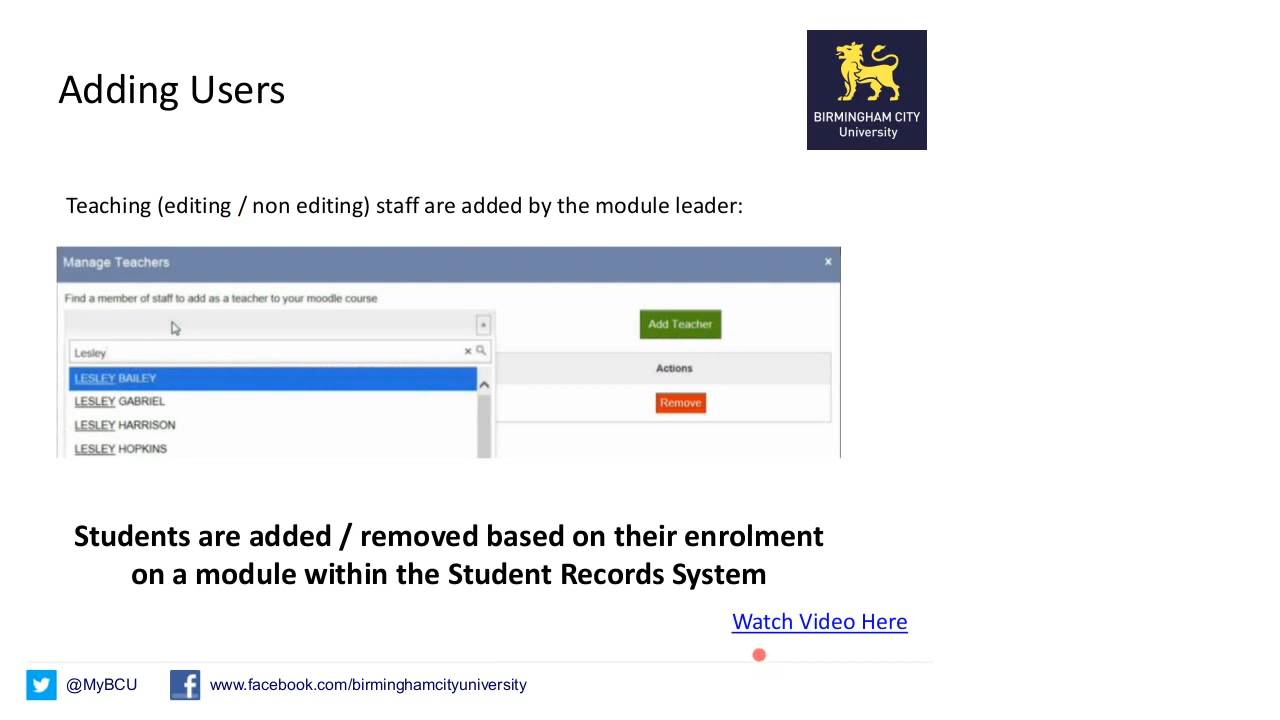 Adding Users
BIRMINGHAM CITY
University
Teaching (editing / non editing) staff are added by the module leader:
Manage Teachers
×
Find a member of staff to add as a teacher to your moodle course
Add Teacher
Lesley
×
Actions
LESLEY BAILEY
LESLEY GABRIEL
Remove
LESLEY HARRISON
LESLEY HOPKINS
Students are added / removed based on their enrolment
on a module within the Student Records System
Watch Video Here
@MyBCU
www.facebook.com/birminghamcityuniversity